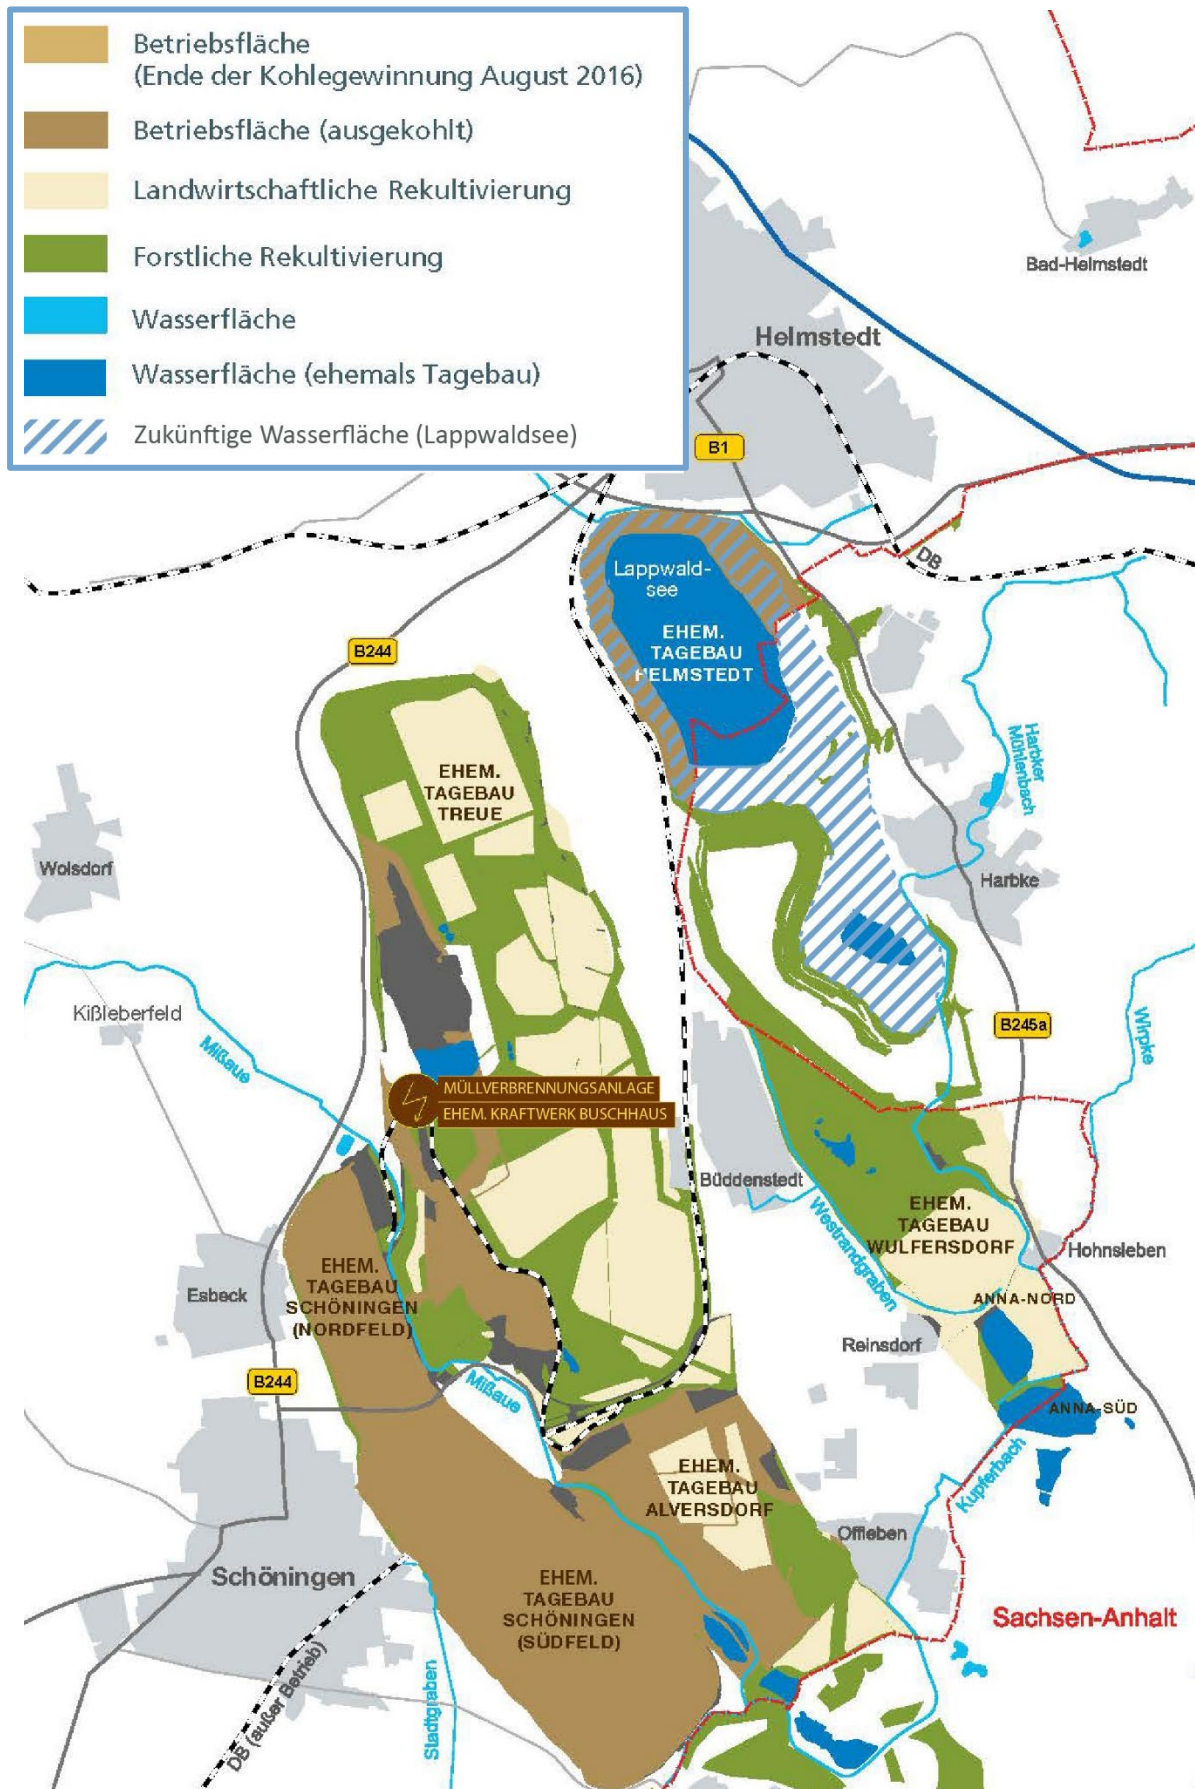 Betriebsfläche
(Ende der Kohlegewinnung August 2016)
Betriebsfläche (ausgekohlt)
Landwirtschaftliche Rekultivierung
Forstliche Rekultivierung
Wasserfläche
Wasserfläche (ehemals Tagebau)
Zukünftige Wasserfläche (Lappwaldsee)
Bad-Helmstedt
Helmstedt
B1
DB
Lappwald-
see
EHEM.
TAGEBAU
HELMSTEDT
B244
EHEM.
TAGEBAU
TREUE
Harbker
Mühlenbach
Wolsdorf
Harbke
Kißleberfeld
Mißaue
B245a
Wirpke
MÜLLVERBRENNUNGSANLAGE
EHEM. KRAFTWERK BUSCHHAUS
Büddenstedt
Westrandgraben
EHEM.
TAGEBAU
WULFERSDORF
Hohnsleben
Esbeck
EHEM.
TAGEBAU
SCHÖNINGEN
(NORDFELD)
ANNA-NORD
Reinsdorf
B244
Mißaue
ANNA-SÜD
Kupferbach
EHEM.
TAGEBAU
ALVERSDORF
Offleben
Schöningen
EHEM.
TAGEBAU
SCHÖNINGEN
(SÜDFELD)
Sachsen-Anhalt
DB (außer Betrieb)
Stadtgraben